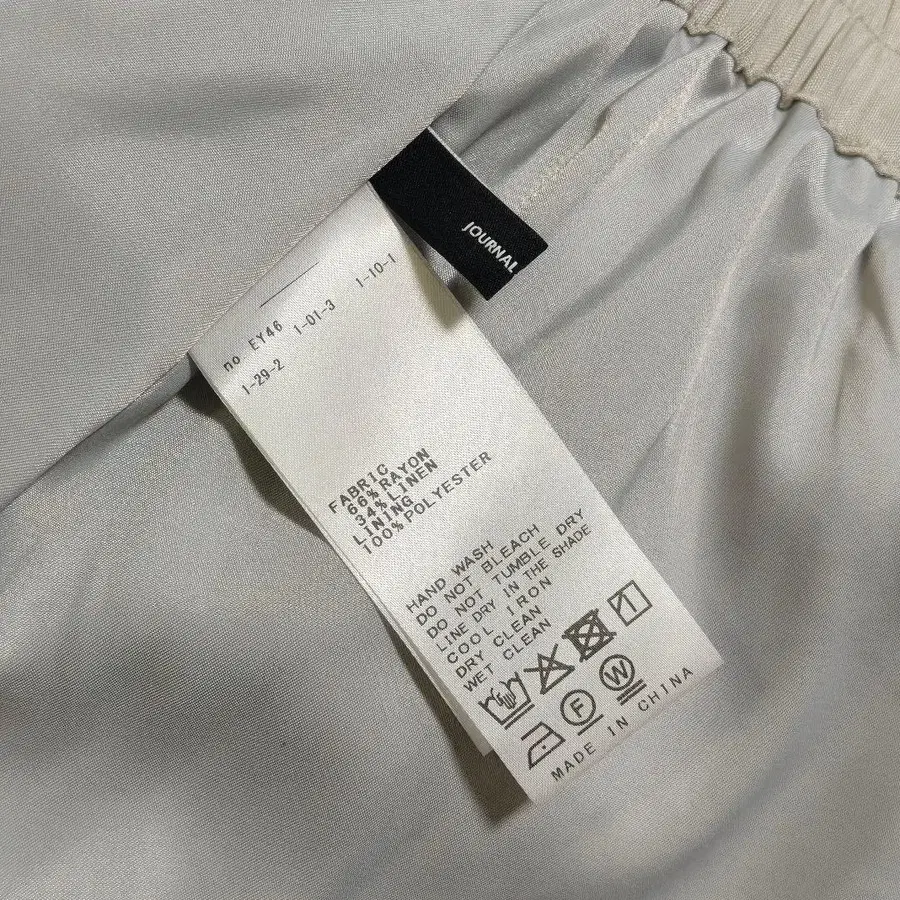 JOURNAL
no EY46
1-29-2 1-01-3 1-10-1
FABRIC
66%RAYON
34%LINEN
LINING
100%POLYESTER
HAND WASH
DO NOT BLEACH
DO NOT TUMBLE DRY
LINE DRY IN THE SHADE
COOL IRON
DRY CLEAN
WET CLEAN
F W
MADE IN CHINA